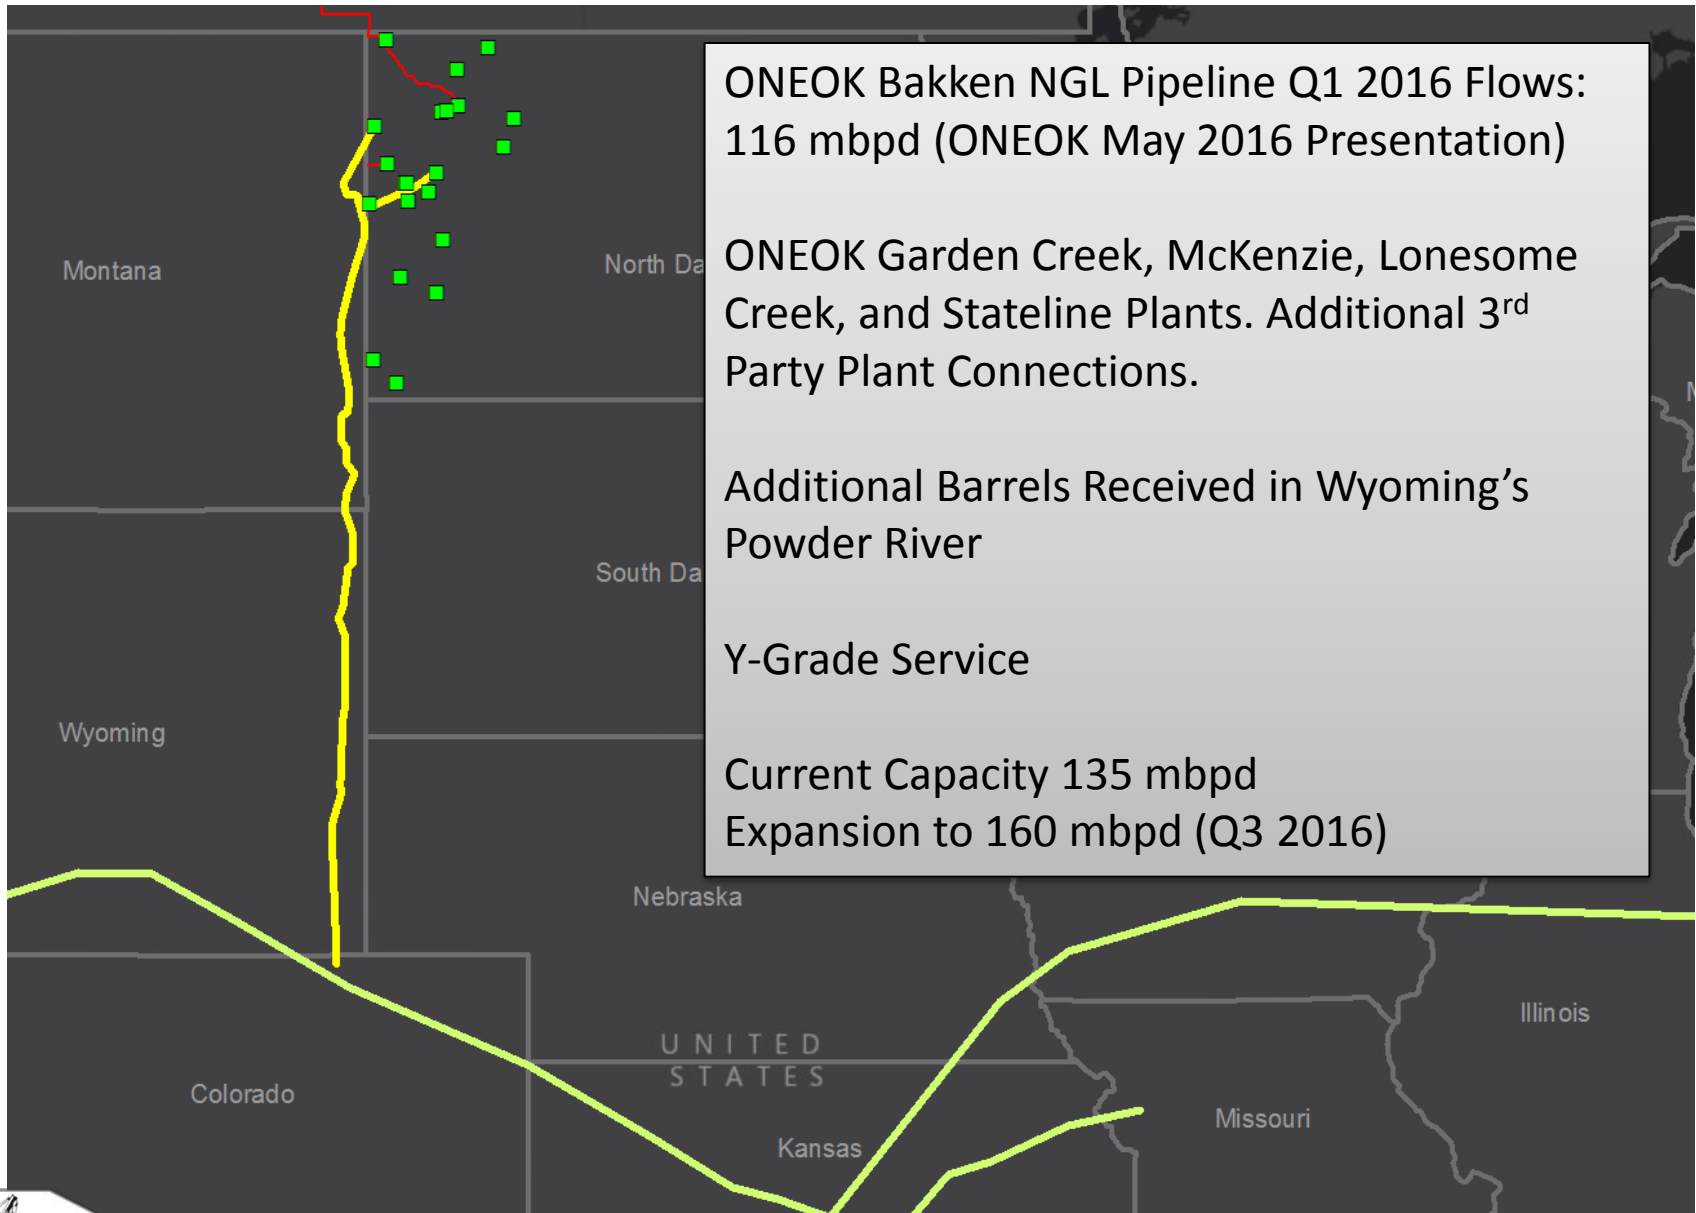 ONEOK Bakken NGL Pipeline Q1 2016 Flows:
116 mbpd (ONEOK May 2016 Presentation)
ONEOK Garden Creek, McKenzie, Lonesome
Creek, and Stateline Plants. Additional 3rd
Party Plant Connections.
Additional Barrels Received in Wyoming's
Powder River
Y-Grade Service
Current Capacity 135 mbpd
Expansion to 160 mbpd (Q3 2016)
Montana
North Da
South Da
Wyoming
Nebraska
UNITED
STATES
Illinois
Colorado
Missouri
Kansas